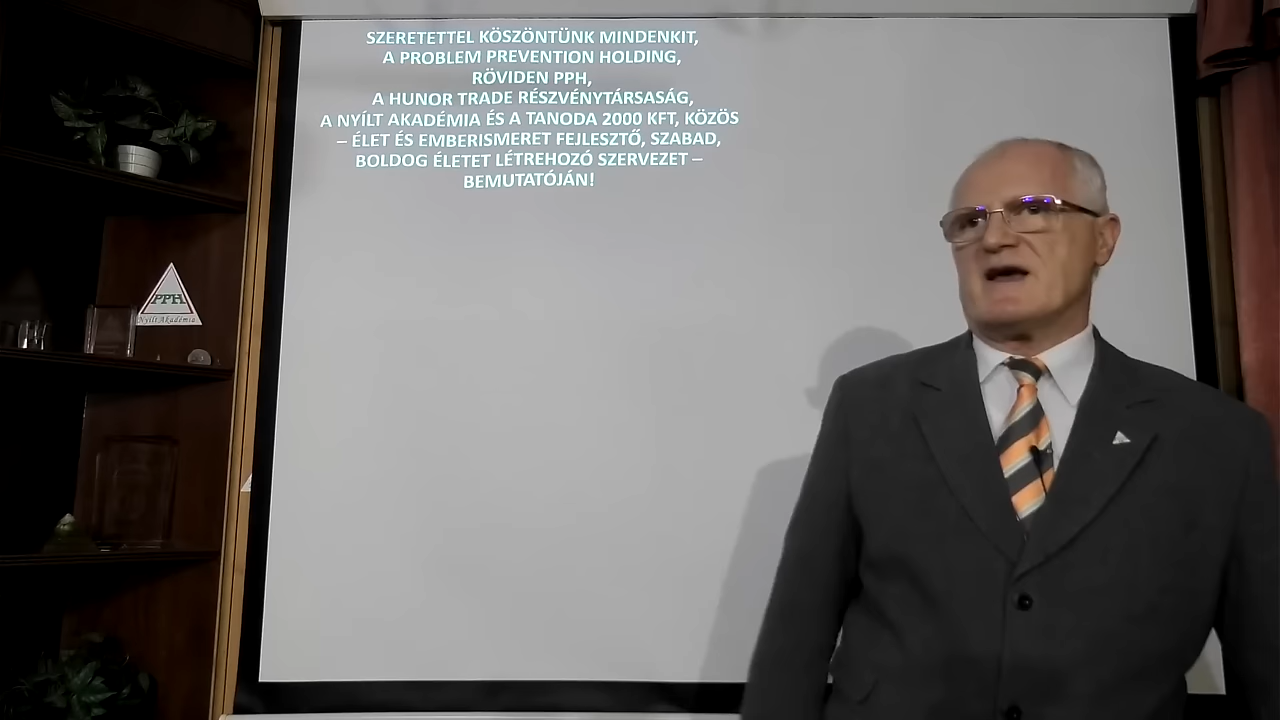 SZERETETTEL KÖSZÖNTÜNK MINDENKIT,
A PROBLEM PREVENTION HOLDING,
RÖVIDEN PPH,
A HUNOR TRADE RÉSZVÉNYTÁRSASÁG,
A NYÍLT AKADÉMIA ÉS A TANODA 2000 KFT, KÖZÖS
– ÉLET ÉS EMBERISMERET FEJLESZTŐ, SZABAD,
BOLDOG ÉLETET LÉTREHOZÓ SZERVEZET –
BEMUTATÓJÁN!
PPH
Nyílt Akadémia